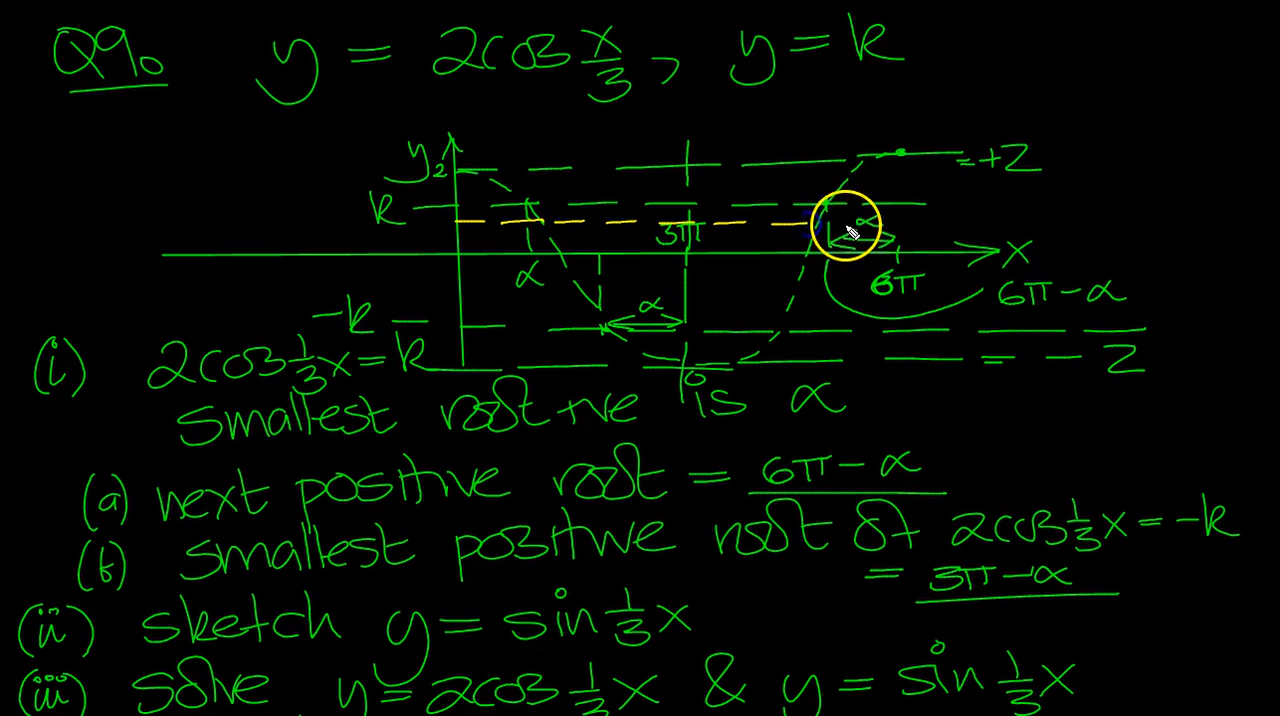 Q9. y = 2cos x/3, y = k
y
2
= +2
k
3π
α
x
α
6π
6π - α
-k
α
= -2
(i) 2cos 1/3 x = k
smallest root +ve is α
(a) next positive root = 6π - α
(b) smallest positive root of 2cos 1/3 x = -k
= 3π - α
(ii) sketch y = sin 1/3 x
(iii) solve y = 2cos 1/3 x & y = sin 1/3 x